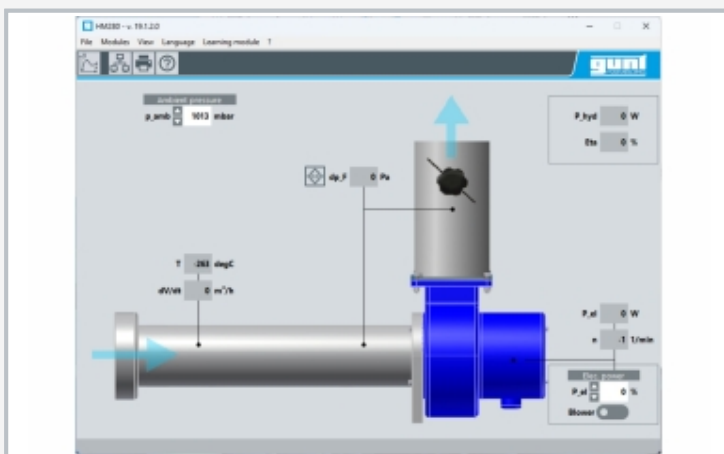 HM280 - v. 19.1.2.0
File Modules View Language Learning module ?
gunt
Ambient pressure
p_amb 1013 mbar
P_hyd 0 W
Eta 0 %
dp_F 0 Pa
T -263 degC
dV/dt 0 m³/h
P_el 0 W
n -1 1/min
Elec. power
P_el 0 %
Blower